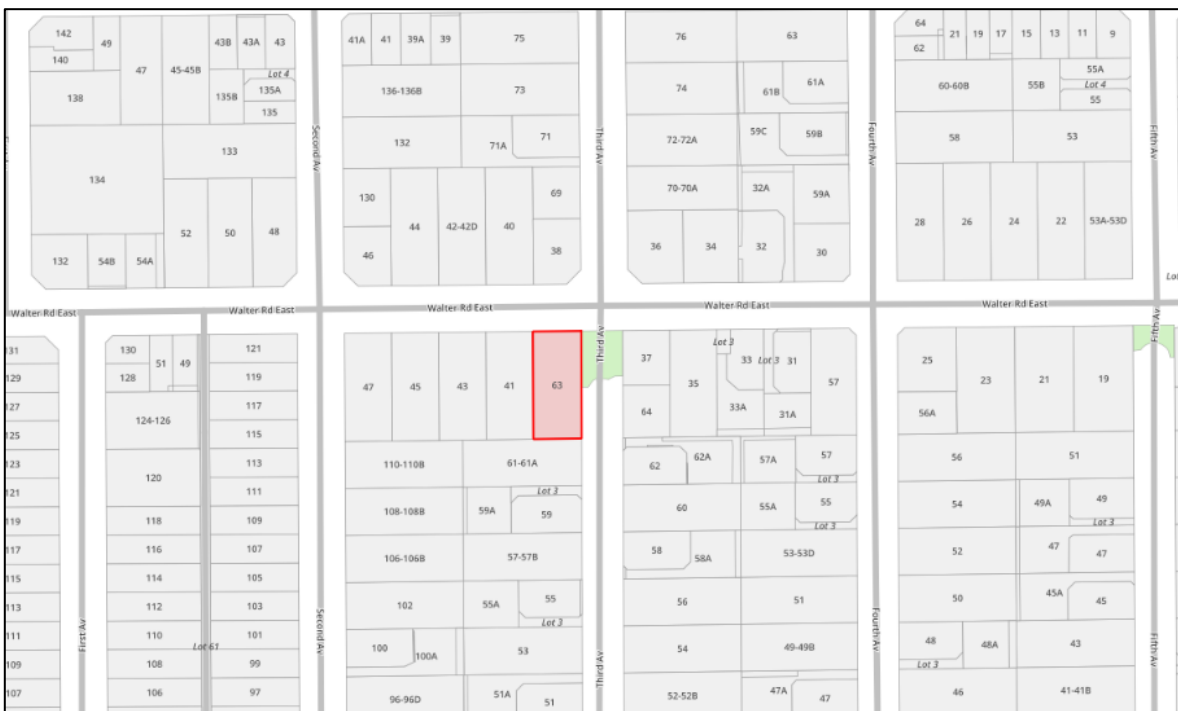 142
49
43B
43A
43
140
47
45-45B
Lot 4
138
135B
135A
135
133
134
52
50
48
132
54B
54A
41A
41
39A
39
75
136-136B
73
132
71A
71
130
44
42-42D
40
69
46
38
76
63
74
61B
61A
72-72A
59C
59B
70-70A
32A
59A
36
34
32
30
64
21
19
17
15
13
11
9
62
60-60B
55B
55A
Lot 4
55
58
53
28
26
24
22
53A-53D
Second Av
Third Av
Fourth Av
Fifth Av
Walter Rd East
Walter Rd East
Walter Rd East
Walter Rd East
Walter Rd East
131
129
127
125
123
121
119
117
115
113
111
109
107
First Av
130
51
49
128
124-126
120
118
116
114
112
110
108
106
Lot 61
121
119
117
115
113
111
109
107
105
103
101
99
97
Second Av
47
45
43
41
63
110-110B
61-61A
108-108B
59A
Lot 3
59
106-106B
57-57B
102
55A
55
Lot 3
100
100A
53
96-96D
51A
51
Third Av
Third Av
37
35
Lot 3
33
Lot 3
31
57
64
33A
31A
62
62A
57A
57
Lot 3
60
55A
55
Lot 3
58
58A
53-53D
56
51
54
49-49B
52-52B
47A
47
Fourth Av
25
23
21
19
56A
56
51
54
49A
49
Lot 3
52
47
47
50
45A
45
48
48A
43
Lot 3
46
41-41B
Fifth Av
Fifth Av